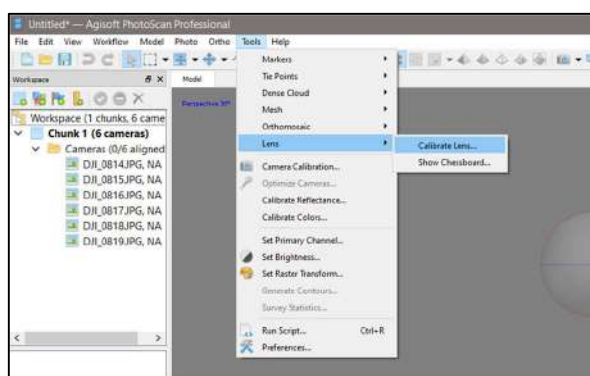 Untitled* — Agisoft PhotoScan Professional
File Edit View Workflow Model Photo Ortho Tools Help
Workspace
Model
Perspective 30°
Workspace (1 chunks, 6 came
Chunk 1 (6 cameras)
Cameras (0/6 aligned
DJI_0814.JPG, NA
DJI_0815.JPG, NA
DJI_0816.JPG, NA
DJI_0817.JPG, NA
DJI_0818.JPG, NA
DJI_0819.JPG, NA
Markers
Tie Points
Dense Cloud
Mesh
Orthomosaic
Lens
Calibrate Lens...
Show Chessboard...
Camera Calibration...
Optimize Cameras...
Calibrate Reflectance...
Calibrate Colors...
Set Primary Channel...
Set Brightness...
Set Raster Transform...
Generate Contours...
Survey Statistics...
Run Script... Ctrl+R
Preferences...